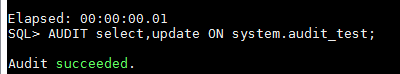 Elapsed: 00:00:00.01
SQL> AUDIT select,update ON system.audit_test;
Audit succeeded.